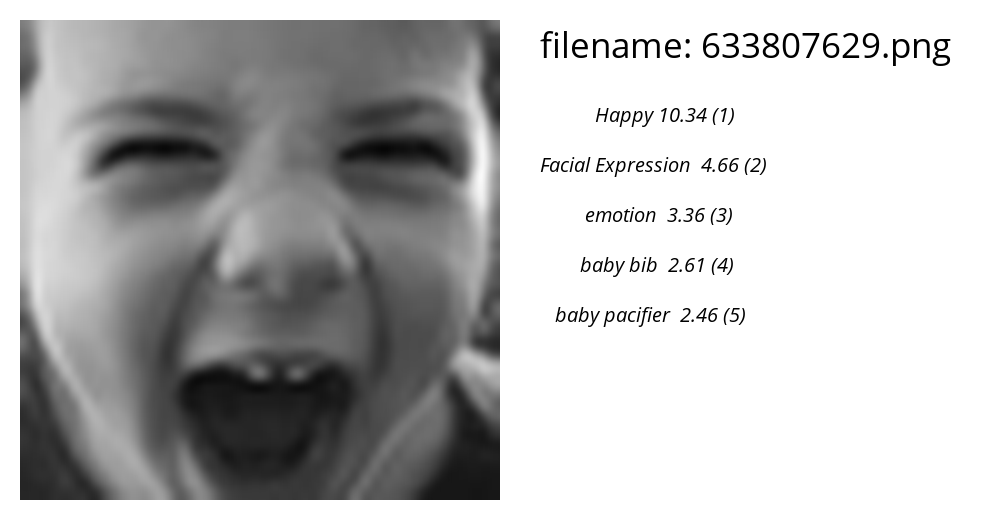 filename: 633807629.png
Happy 10.34 (1)
Facial Expression 4.66 (2)
emotion 3.36 (3)
baby bib 2.61 (4)
baby pacifier 2.46 (5)